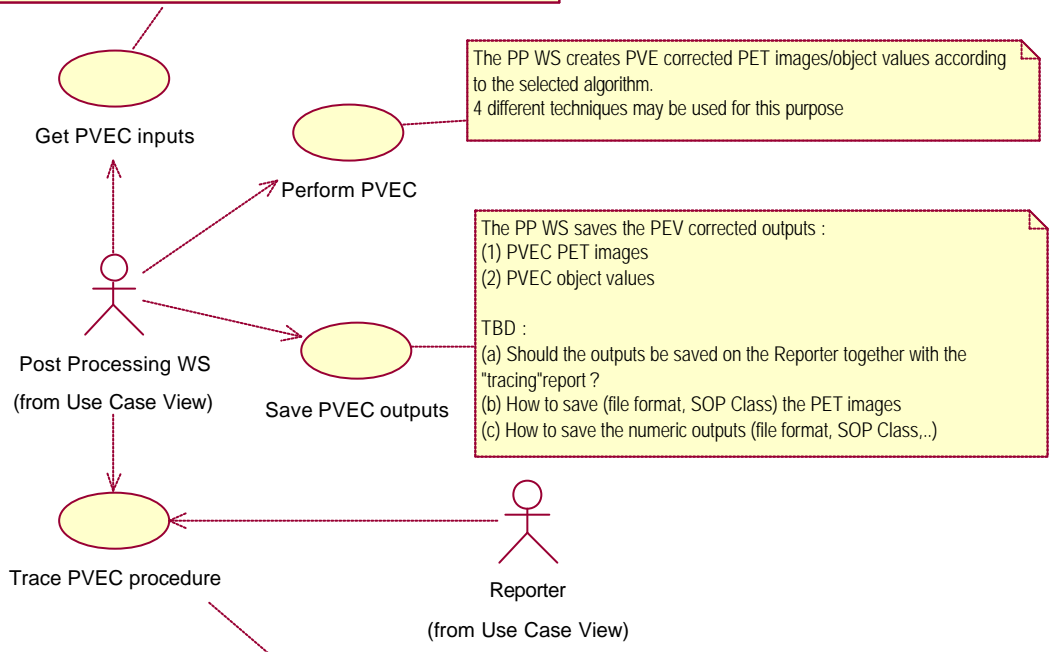 The PP WS creates PVE corrected PET images/object values according
to the selected algorithm.
4 different techniques may be used for this purpose
Get PVEC inputs
Perform PVEC
The PP WS saves the PEV corrected outputs :
(1) PVEC PET images
(2) PVEC object values
TBD :
(a) Should the outputs be saved on the Reporter together with the
"tracing"report ?
(b) How to save (file format, SOP Class) the PET images
(c) How to save the numeric outputs (file format, SOP Class,..)
Post Processing WS
(from Use Case View)
Save PVEC outputs
Trace PVEC procedure
Reporter
(from Use Case View)